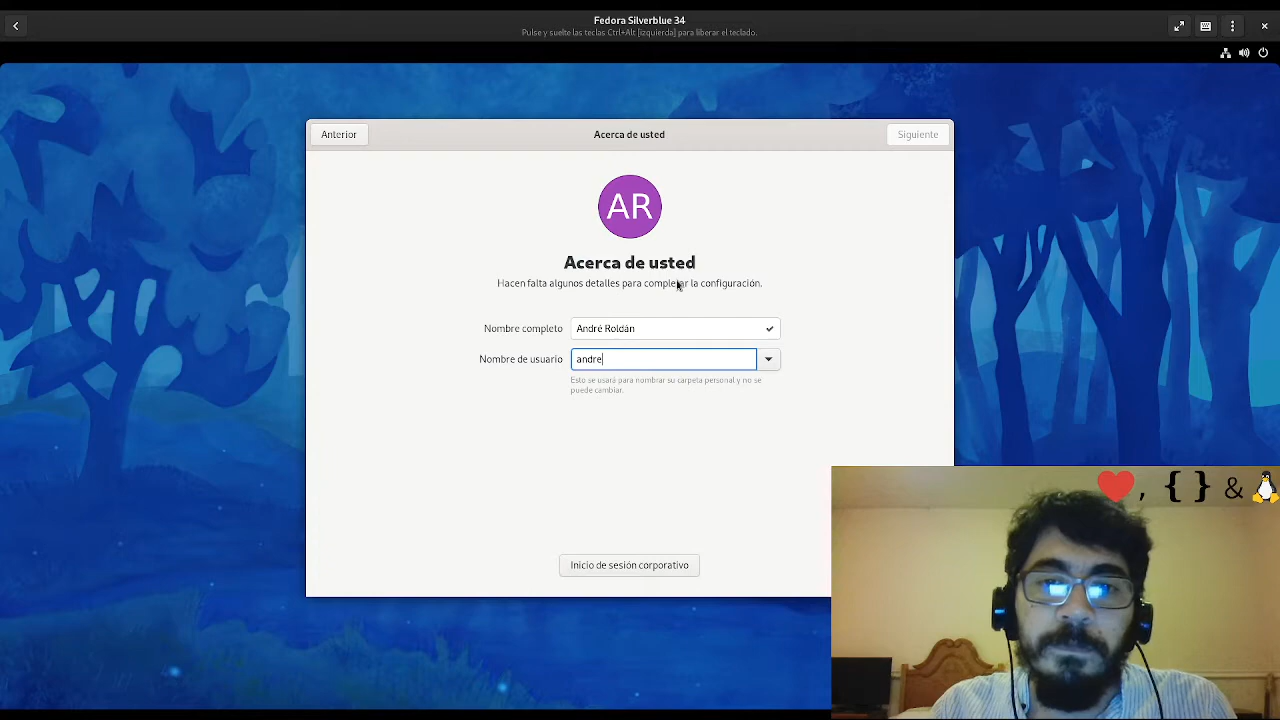 Fedora Silverblue 34
Pulse y suelte las teclas Ctrl+Alt [izquierda] para liberar el teclado.
Anterior
Acerca de usted
Siguiente
AR
Acerca de usted
Hacen falta algunos detalles para completar la configuración.
Nombre completo
André Roldán
Nombre de usuario
andre
Esto se usará para nombrar su carpeta personal y no se
puede cambiar.
Inicio de sesión corporativo
, { } &